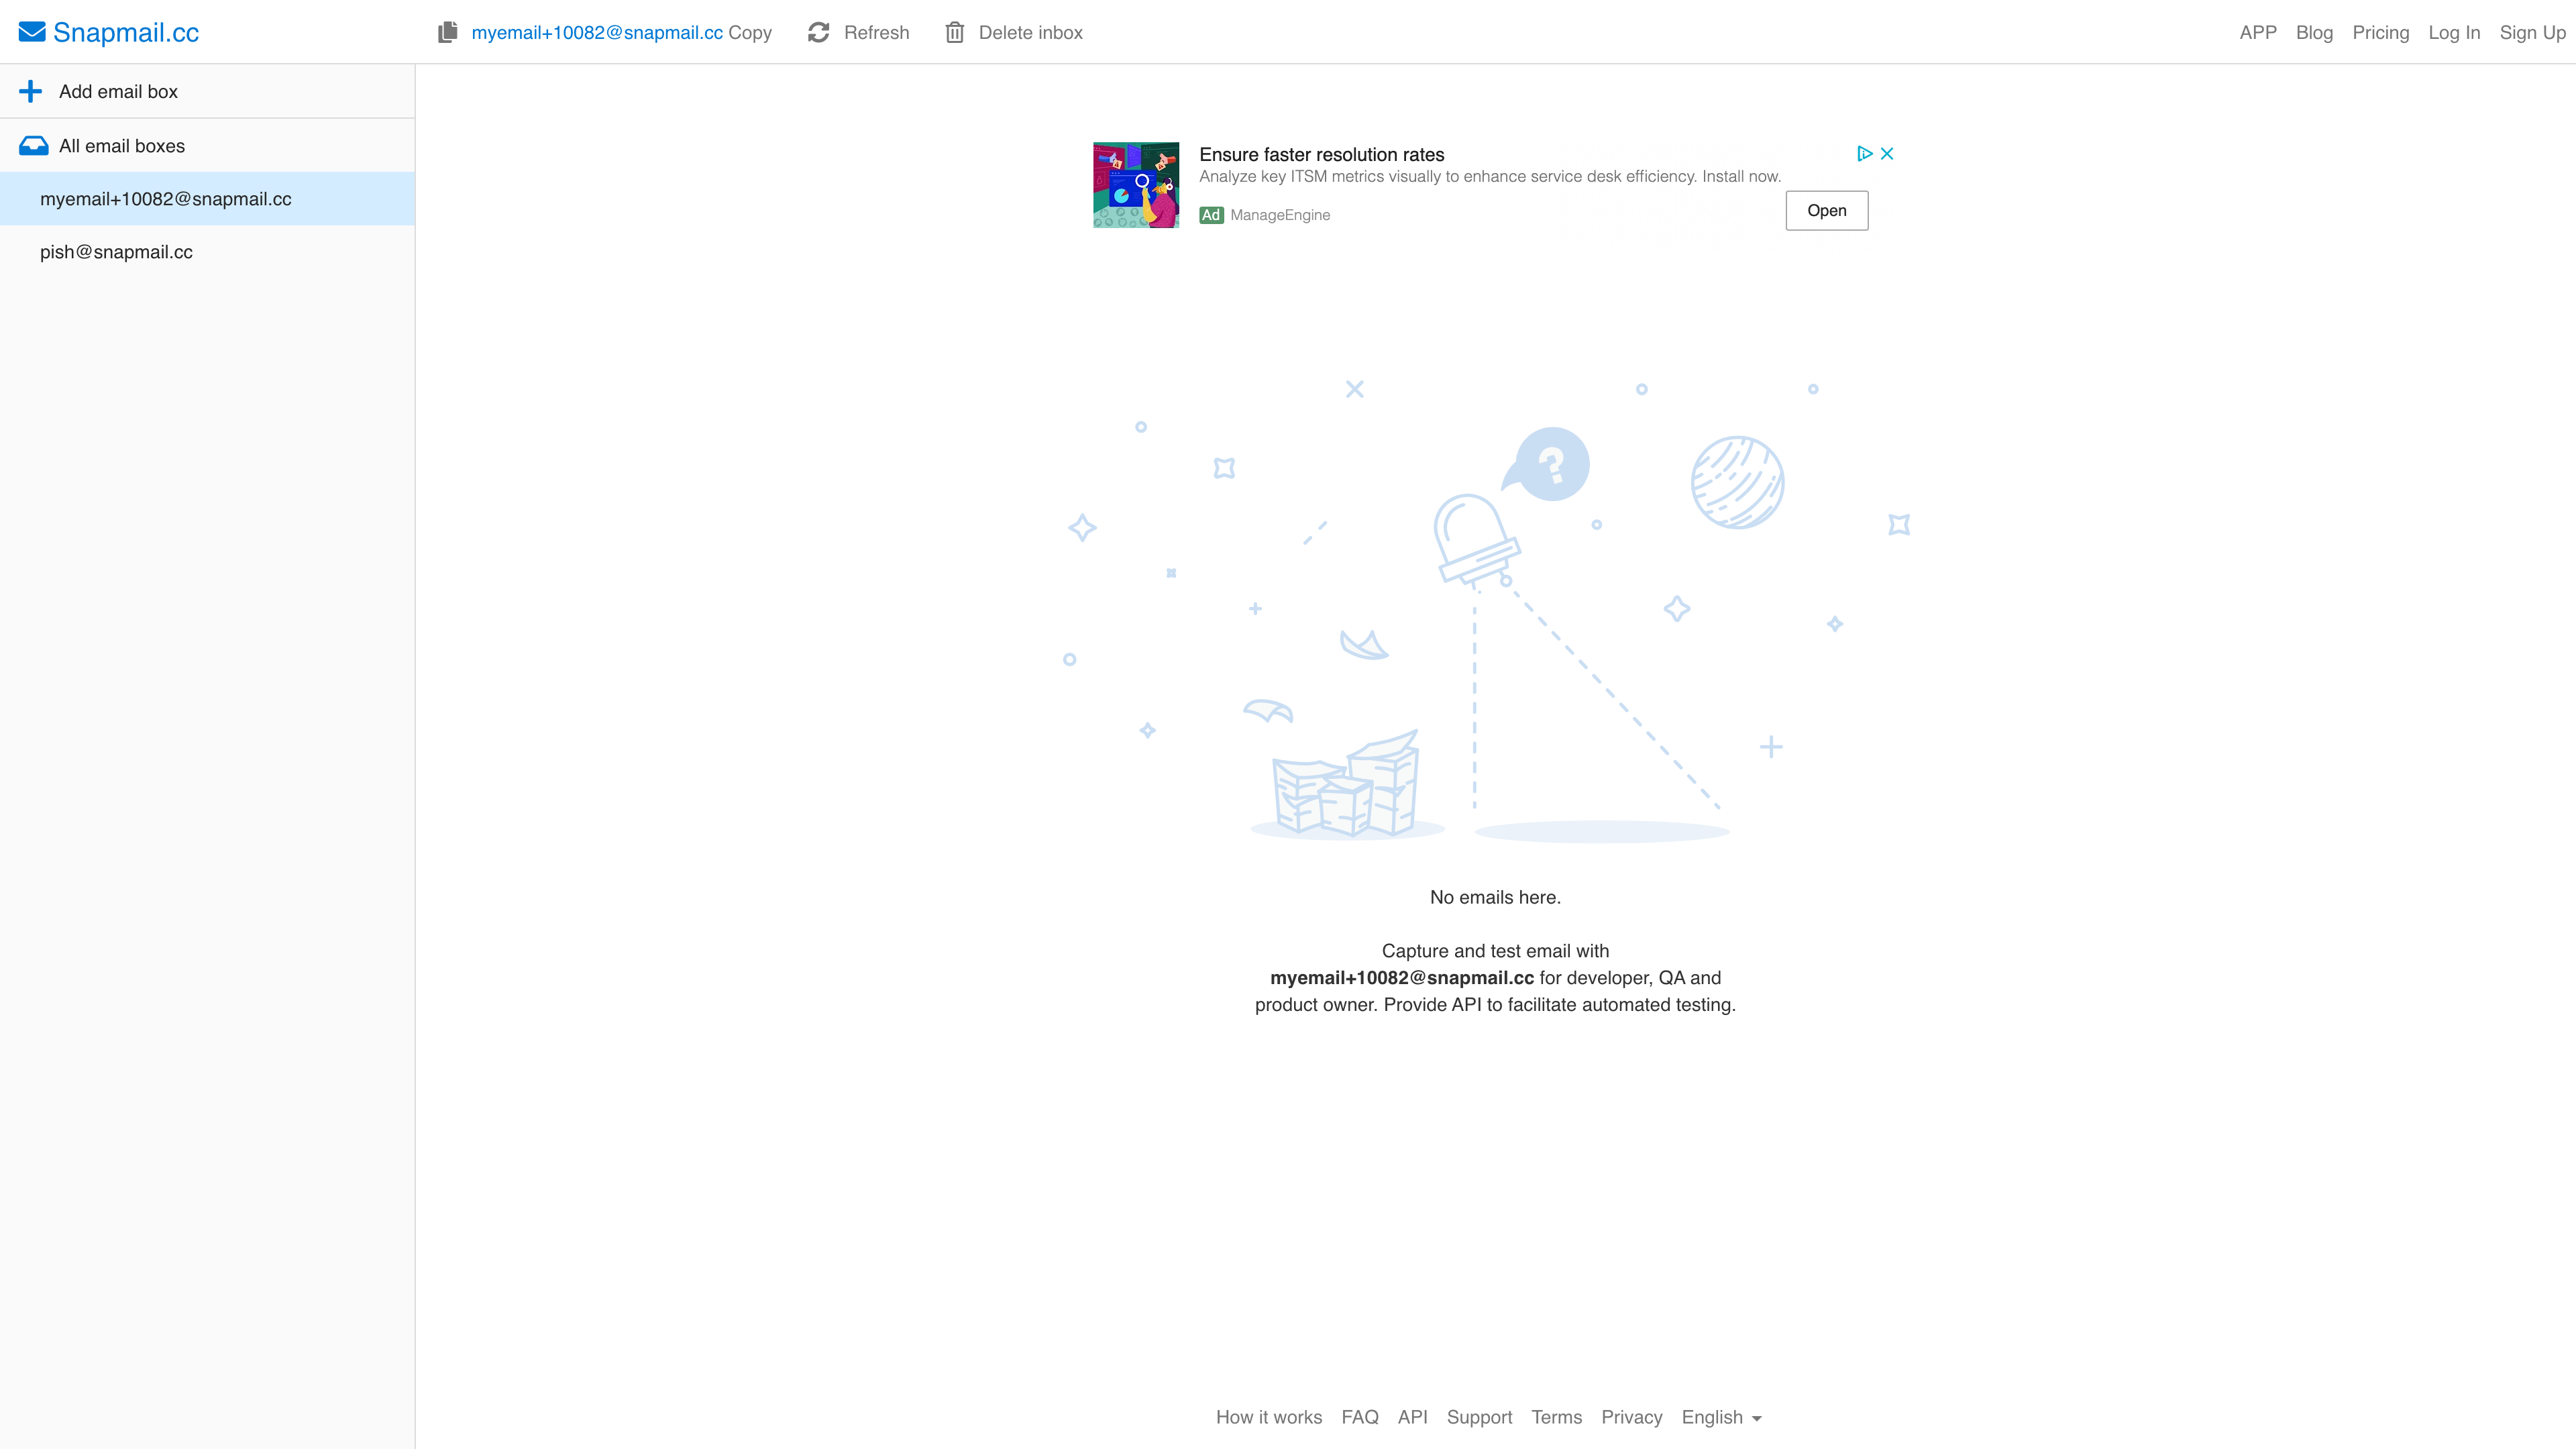 Snapmail.cc
myemail+10082@snapmail.cc Copy
Refresh
Delete inbox
APP
Blog
Pricing
Log In
Sign Up
Add email box
All email boxes
myemail+10082@snapmail.cc
pish@snapmail.cc
Ensure faster resolution rates
Analyze key ITSM metrics visually to enhance service desk efficiency. Install now.
Ad ManageEngine
Open
?
No emails here.
Capture and test email with
myemail+10082@snapmail.cc for developer, QA and
product owner. Provide API to facilitate automated testing.
How it works
FAQ
API
Support
Terms
Privacy
English